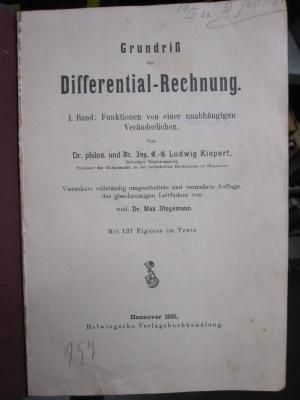 Grundriß
der
Differential-Rechnung.
I. Band: Funktionen von einer unabhängigen
Veränderlichen.
Von
Dr. philos. und Dr. Ing. E.-h. Ludwig Kiepert,
Geheimer Regierungsrat,
Professor der Mathematik an der technischen Hochschule zu Hannover.
Vierzehnte vollständig umgearbeitete und vermehrte Auflage
des gleichnamigen Leitfadens von
weil. Dr. Max Stegemann.
Mit 137 Figuren im Texte.
Hannover 1921.
Helwingsche Verlagsbuchhandlung.